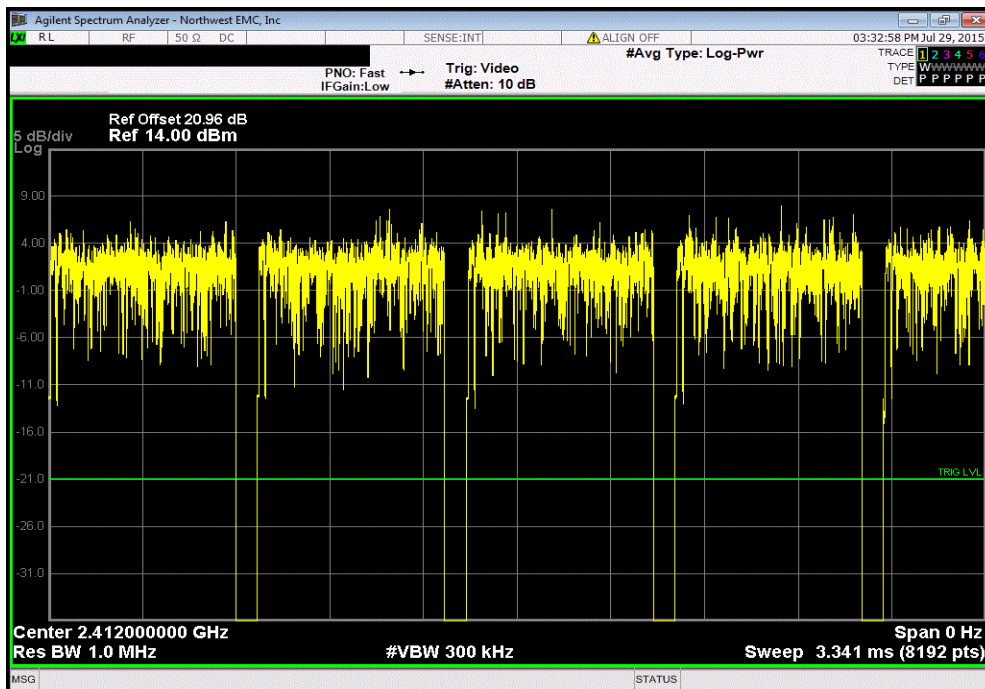 Agilent Spectrum Analyzer - Northwest EMC, Inc
LXI RL RF 50 Ω DC SENSE:INT ALIGN OFF 03:32:58 PM Jul 29, 2015
#Avg Type: Log-Pwr TRACE 1 2 3 4 5 6
PNO: Fast Trig: Video TYPE WWWWWW
IFGain:Low #Atten: 10 dB DET P P P P P P
Ref Offset 20.96 dB
5 dB/div Ref 14.00 dBm
Log
9.00
4.00
-1.00
-6.00
-11.0
-16.0
-21.0 TRIG LVL
-26.0
-31.0
Center 2.412000000 GHz Span 0 Hz
Res BW 1.0 MHz #VBW 300 kHz Sweep 3.341 ms (8192 pts)
MSG STATUS